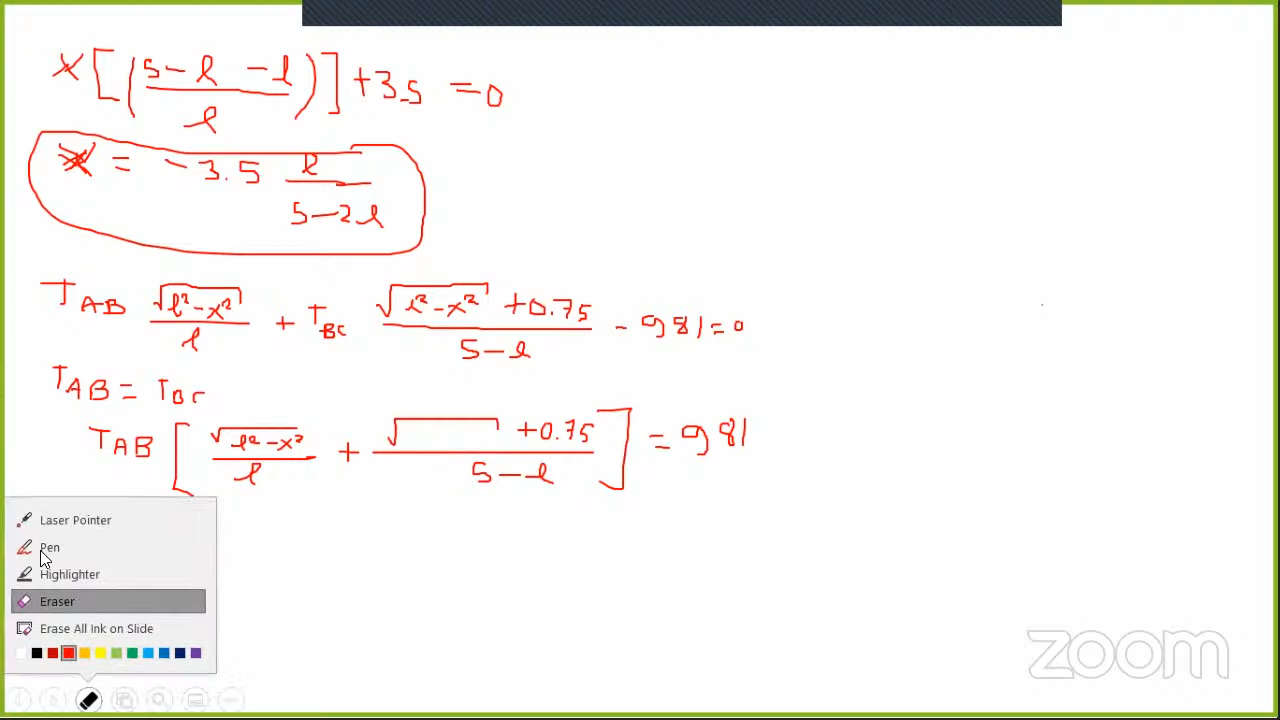 x [(5-l -l)/l] +3.5 =0
x = -3.5 l/(5-2l)
T_AB √(l²-x²)/l + T_BC (√(l²-x²) +0.75)/(5-l) - 981=0
T_AB = T_BC
T_AB [√(l²-x²)/l + (√ +0.75)/(5-l)] = 981
Laser Pointer
Pen
Highlighter
Eraser
Erase All Ink on Slide
zoom